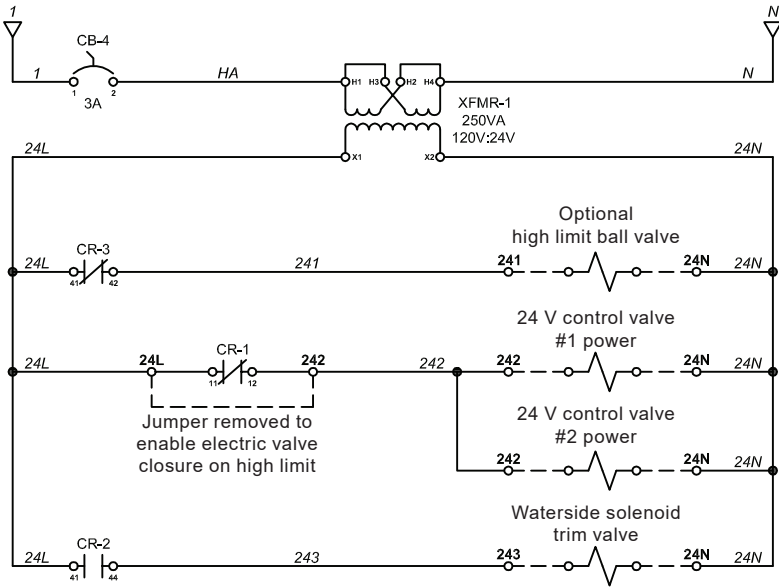 1
N
CB-4
1
1
2
3A
HA
H1
H3
H2
H4
N
XFMR-1
250VA
120V:24V
24L
X1
X2
24N
Optional
high limit ball valve
24L
CR-3
41
42
241
241
24N
24N
24 V control valve
#1 power
24L
24L
CR-1
11
12
242
242
242
24N
24N
Jumper removed to
enable electric valve
closure on high limit
24 V control valve
#2 power
242
24N
24N
Waterside solenoid
trim valve
24L
CR-2
41
44
243
243
24N
24N